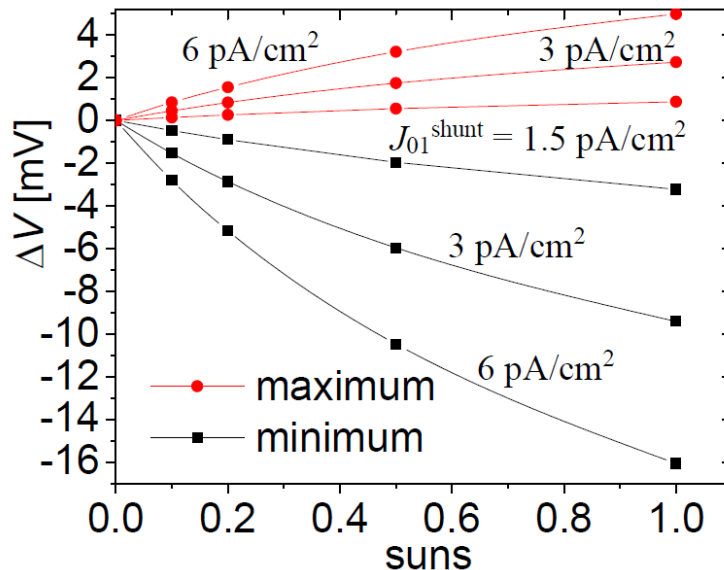 4
2
0
-2
-4
-6
-8
-10
-12
-14
-16
ΔV [mV]
6 pA/cm²
3 pA/cm²
J₀₁ˢʰᵘⁿᵗ = 1.5 pA/cm²
3 pA/cm²
6 pA/cm²
maximum
minimum
0.0 0.2 0.4 0.6 0.8 1.0
suns